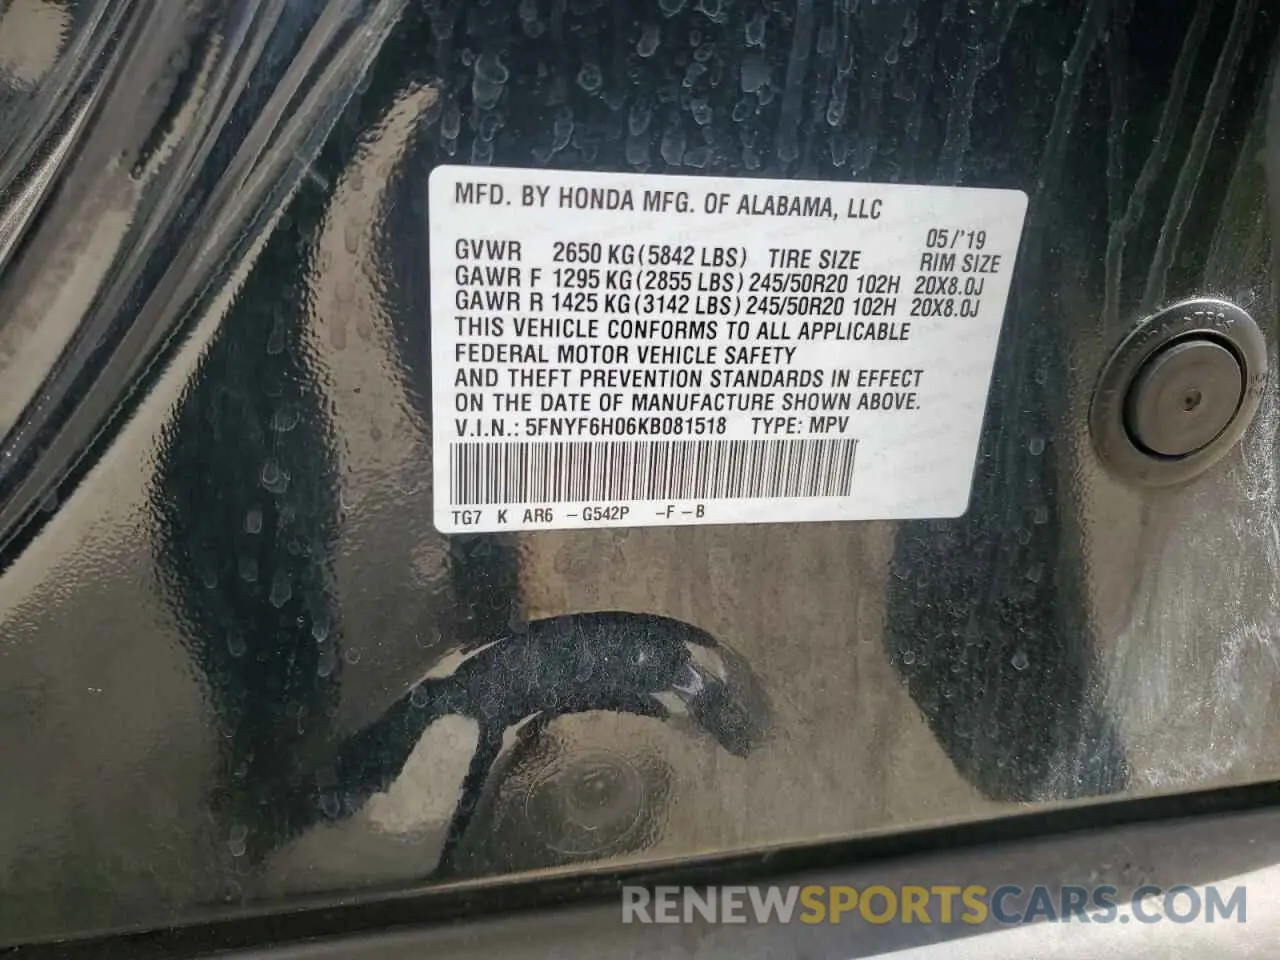 MFD. BY HONDA MFG. OF ALABAMA, LLC
05/'19
GVWR 2650 KG(5842 LBS) TIRE SIZE RIM SIZE
GAWR F 1295 KG(2855 LBS) 245/50R20 102H 20X8.0J
GAWR R 1425 KG(3142 LBS) 245/50R20 102H 20X8.0J
THIS VEHICLE CONFORMS TO ALL APPLICABLE
FEDERAL MOTOR VEHICLE SAFETY
AND THEFT PREVENTION STANDARDS IN EFFECT
ON THE DATE OF MANUFACTURE SHOWN ABOVE.
V.I.N.: 5FNYF6H06KB081518 TYPE: MPV
TG7 K AR6 -G542P -F-B
RENEWSPORTSCARS.COM